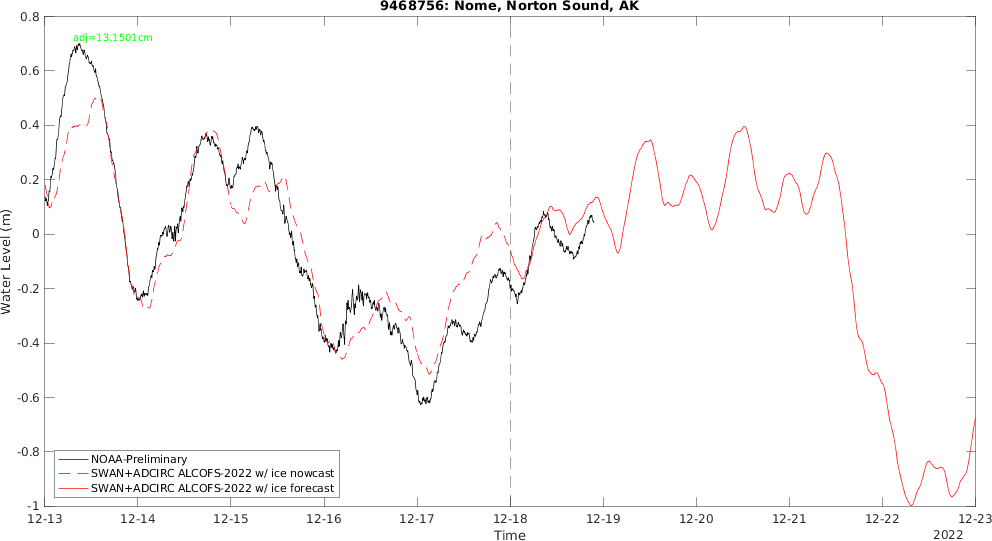 9468756: Nome, Norton Sound, AK
adj=13.1501cm
0.8
0.6
0.4
0.2
0
-0.2
-0.4
-0.6
-0.8
-1
Water Level (m)
NOAA-Preliminary
SWAN+ADCIRC ALCOFS-2022 w/ ice nowcast
SWAN+ADCIRC ALCOFS-2022 w/ ice forecast
12-13 12-14 12-15 12-16 12-17 12-18 12-19 12-20 12-21 12-22 12-23
Time
2022